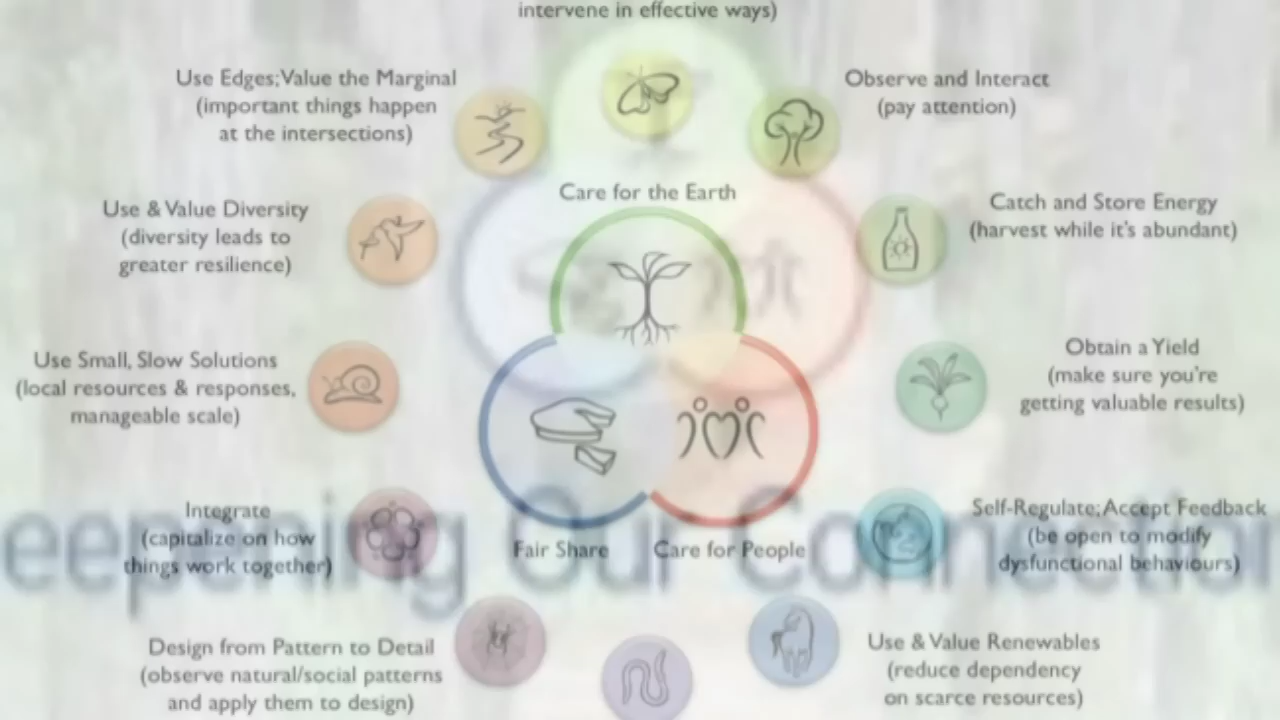 intervene in effective ways)
Use Edges; Value the Marginal
(important things happen
at the intersections)
Observe and Interact
(pay attention)
Care for the Earth
Use & Value Diversity
(diversity leads to
greater resilience)
Catch and Store Energy
(harvest while it's abundant)
Use Small, Slow Solutions
(local resources & responses,
manageable scale)
Obtain a Yield
(make sure you're
getting valuable results)
Integrate
(capitalize on how
things work together)
Self-Regulate; Accept Feedback
(be open to modify
dysfunctional behaviours)
eepening Our Connection
Fair Share
Care for People
Design from Pattern to Detail
(observe natural/social patterns
and apply them to design)
Use & Value Renewables
(reduce dependency
on scarce resources)